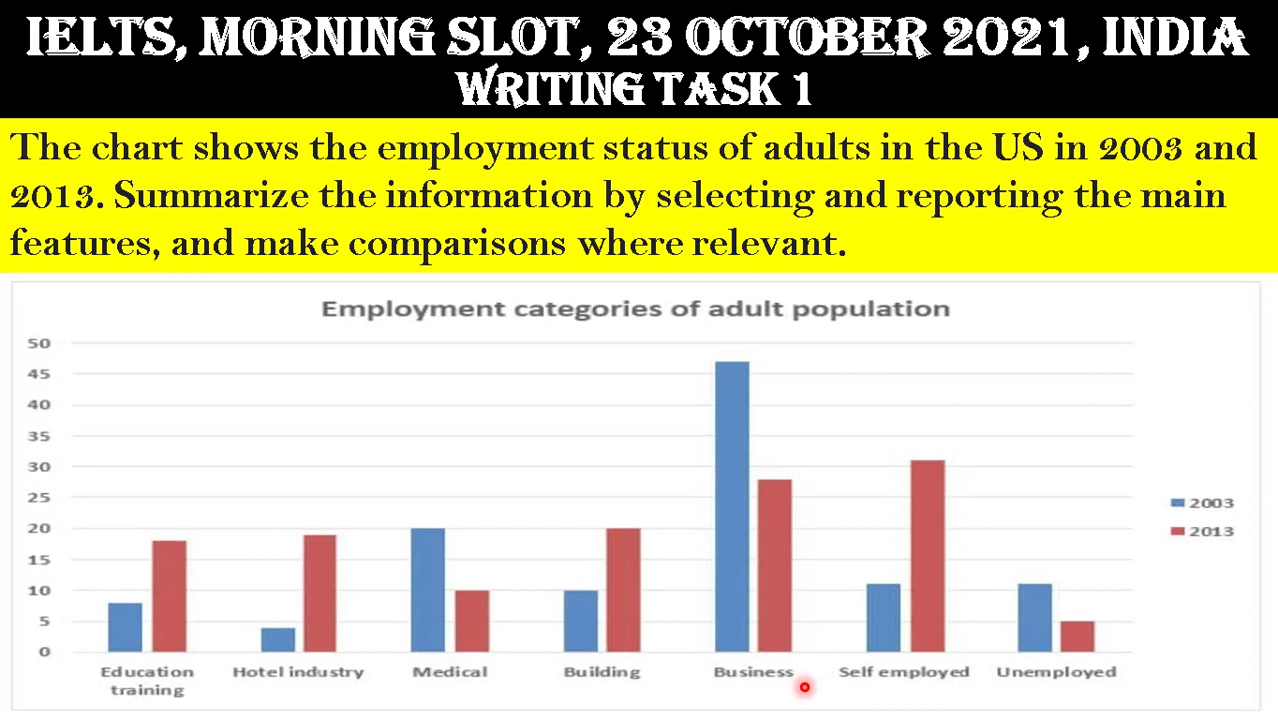 IELTS, MORNING SLOT, 23 OCTOBER 2021, INDIA
WRITING TASK 1
The chart shows the employment status of adults in the US in 2003 and
2013. Summarize the information by selecting and reporting the main
features, and make comparisons where relevant.
Employment categories of adult population
50
45
40
35
30
25
20
15
10
5
0
2003
2013
Education training
Hotel industry
Medical
Building
Business
Self employed
Unemployed